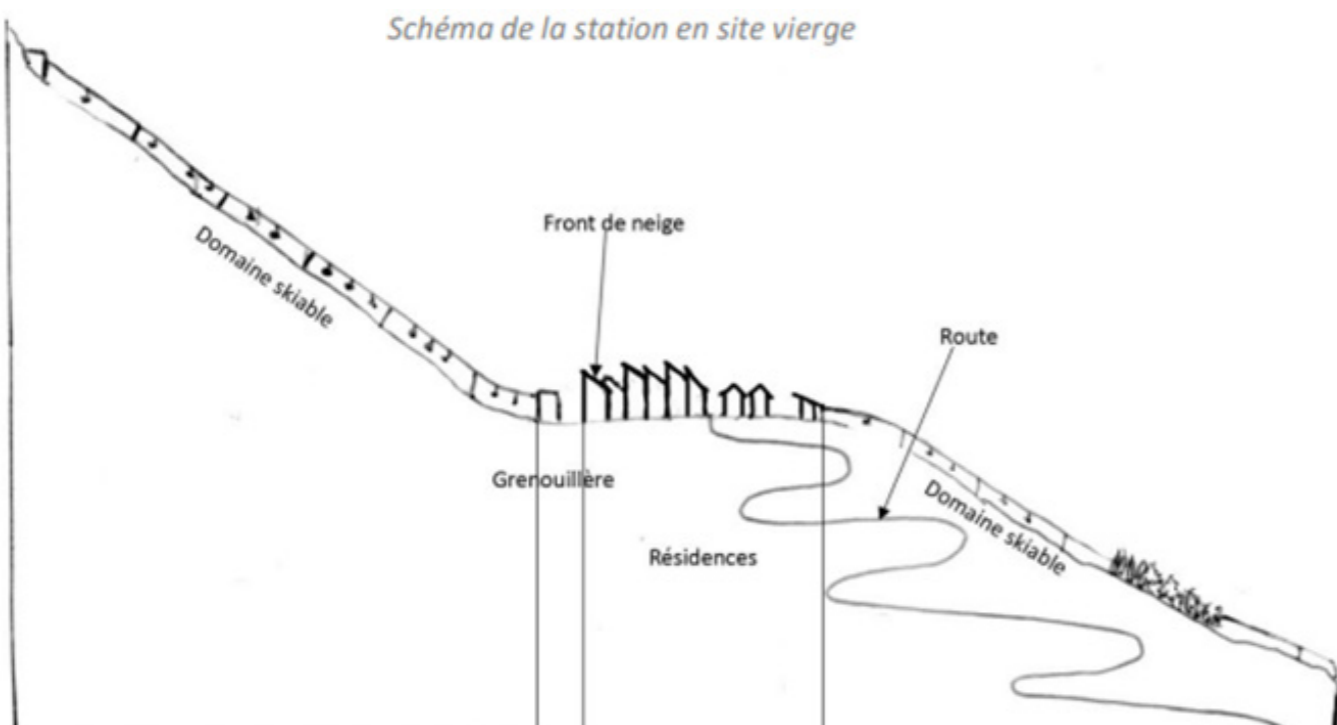 Schéma de la station en site vierge
Front de neige
Domaine skiable
Route
Grenouillère
Domaine skiable
Résidences